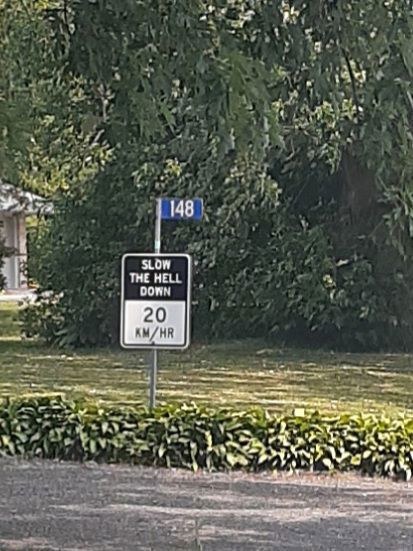 148
SLOW
THE HELL
DOWN
20
KM/HR